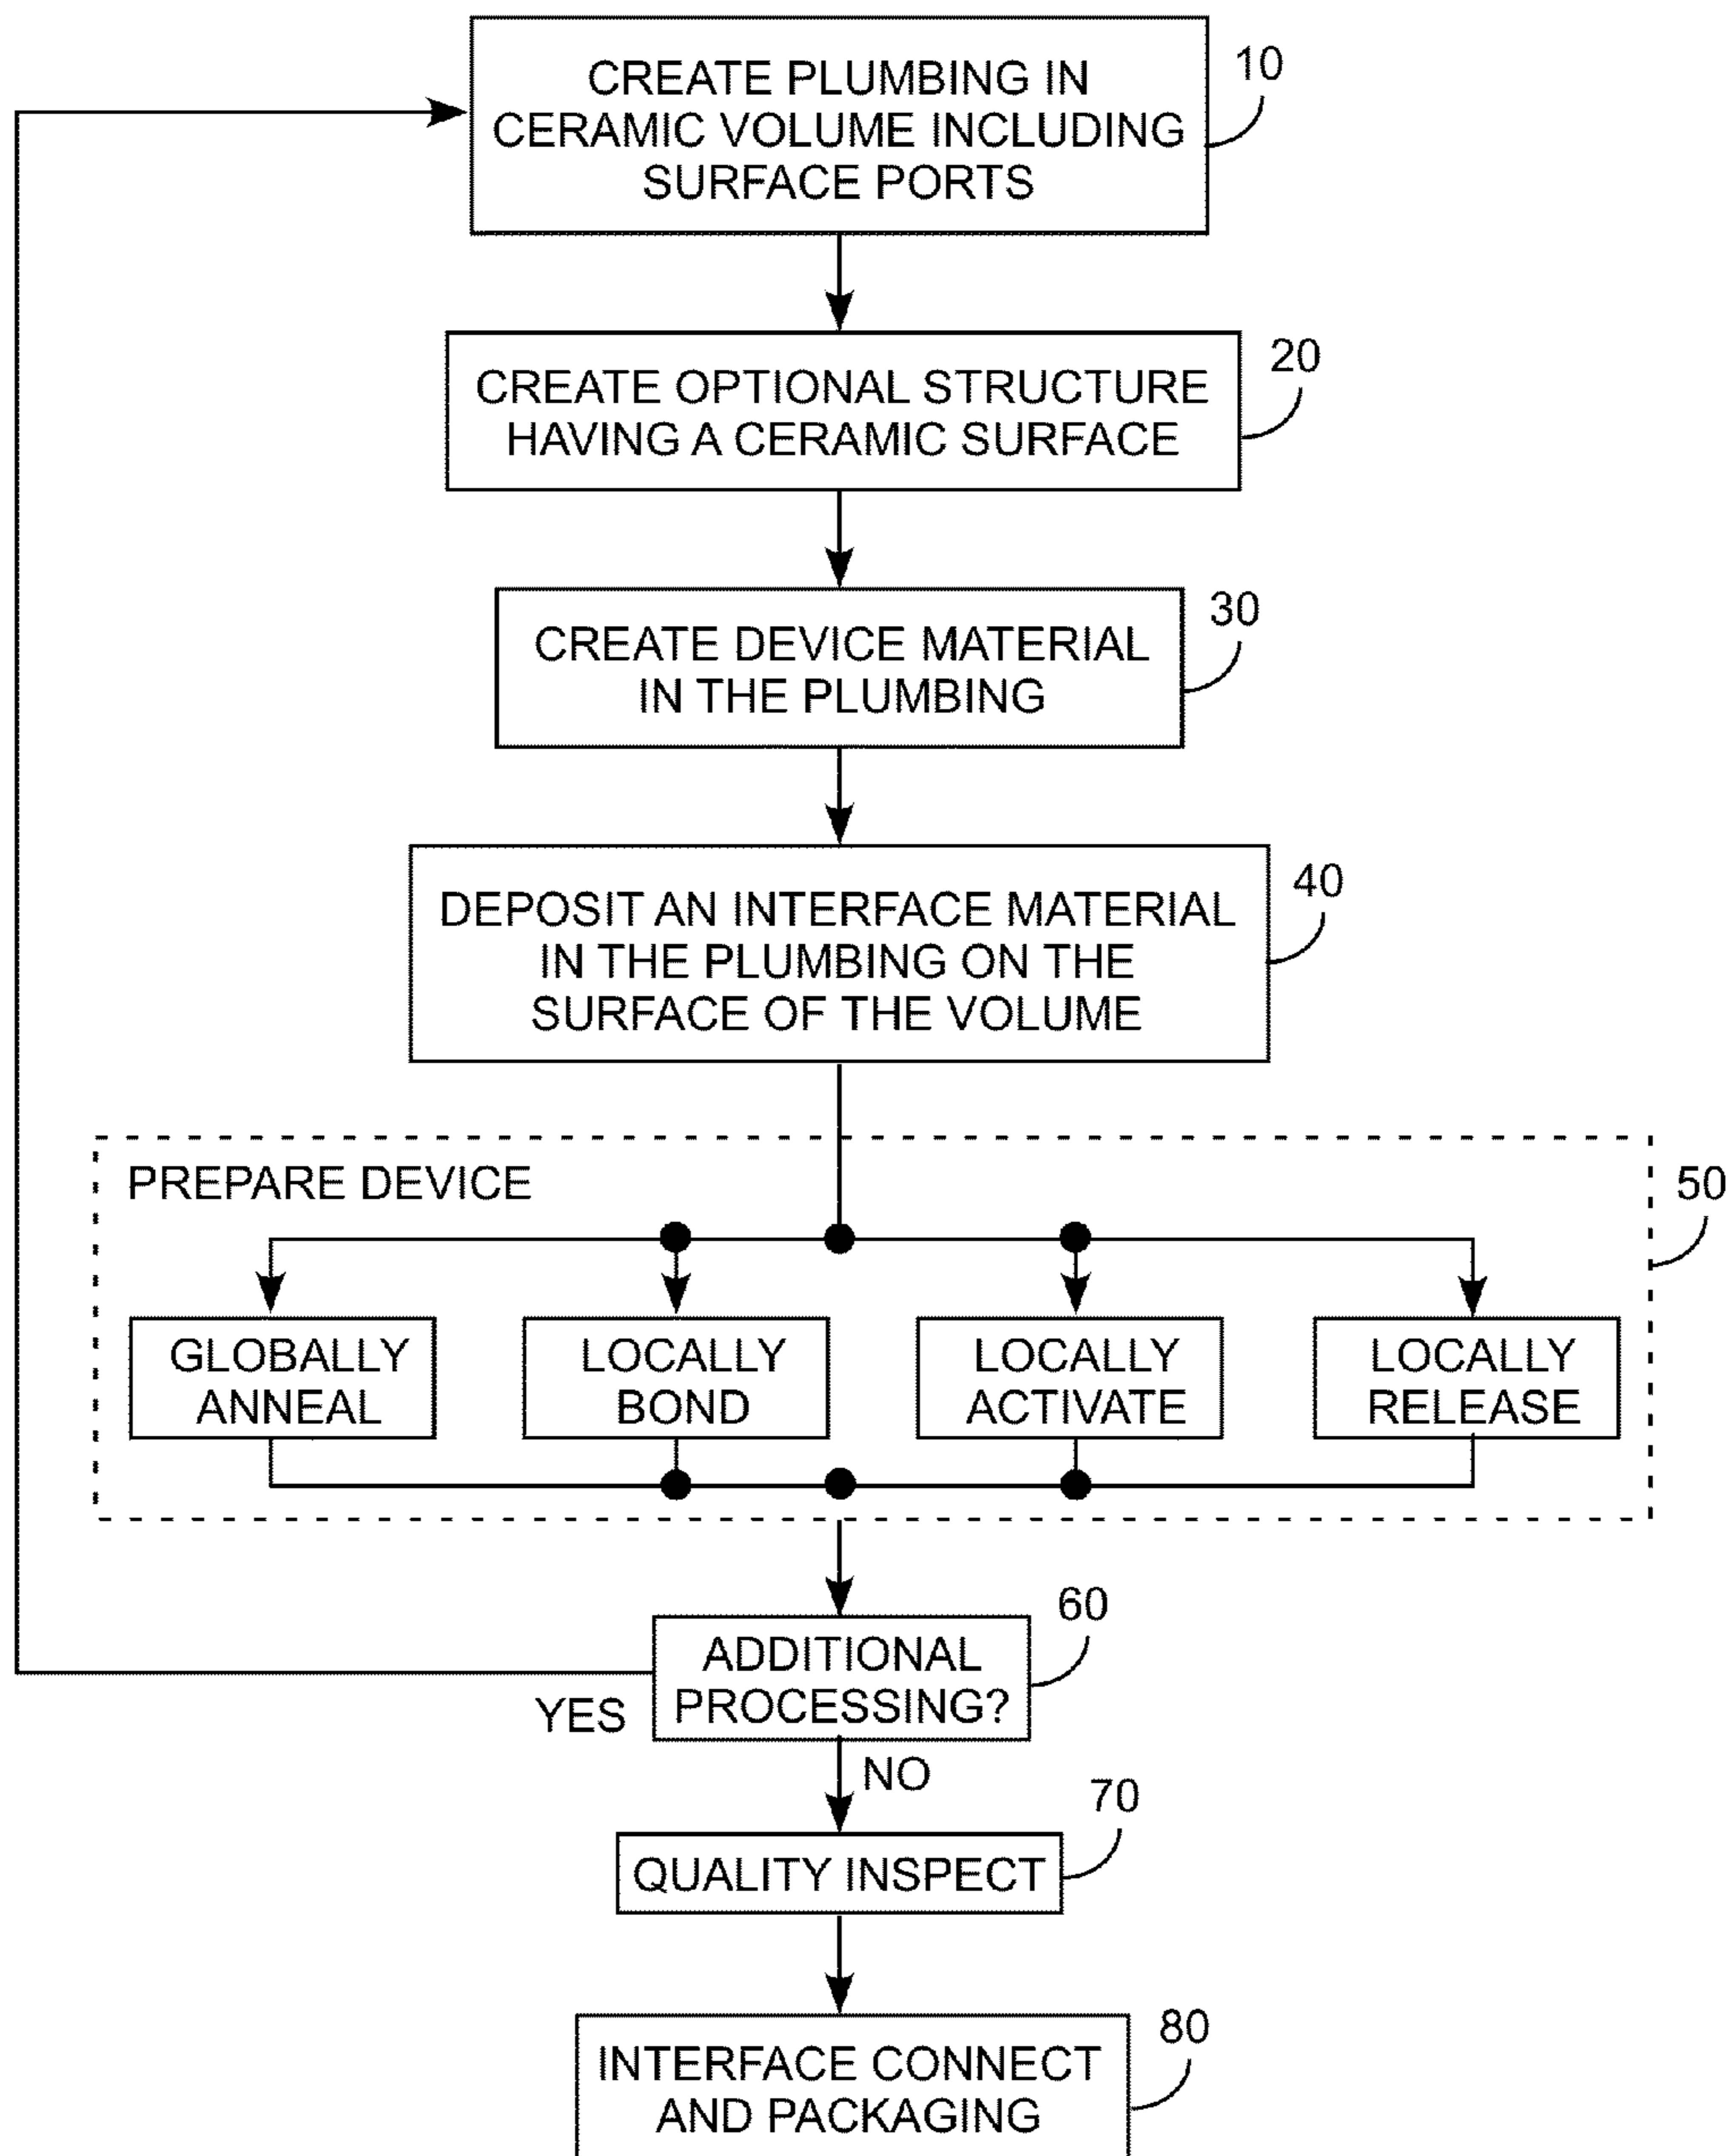 CREATE PLUMBING IN
CERAMIC VOLUME INCLUDING
SURFACE PORTS
10
CREATE OPTIONAL STRUCTURE
HAVING A CERAMIC SURFACE
20
CREATE DEVICE MATERIAL
IN THE PLUMBING
30
DEPOSIT AN INTERFACE MATERIAL
IN THE PLUMBING ON THE
SURFACE OF THE VOLUME
40
PREPARE DEVICE
50
GLOBALLY
ANNEAL
LOCALLY
BOND
LOCALLY
ACTIVATE
LOCALLY
RELEASE
ADDITIONAL
PROCESSING?
60
YES
NO
QUALITY INSPECT
70
INTERFACE CONNECT
AND PACKAGING
80